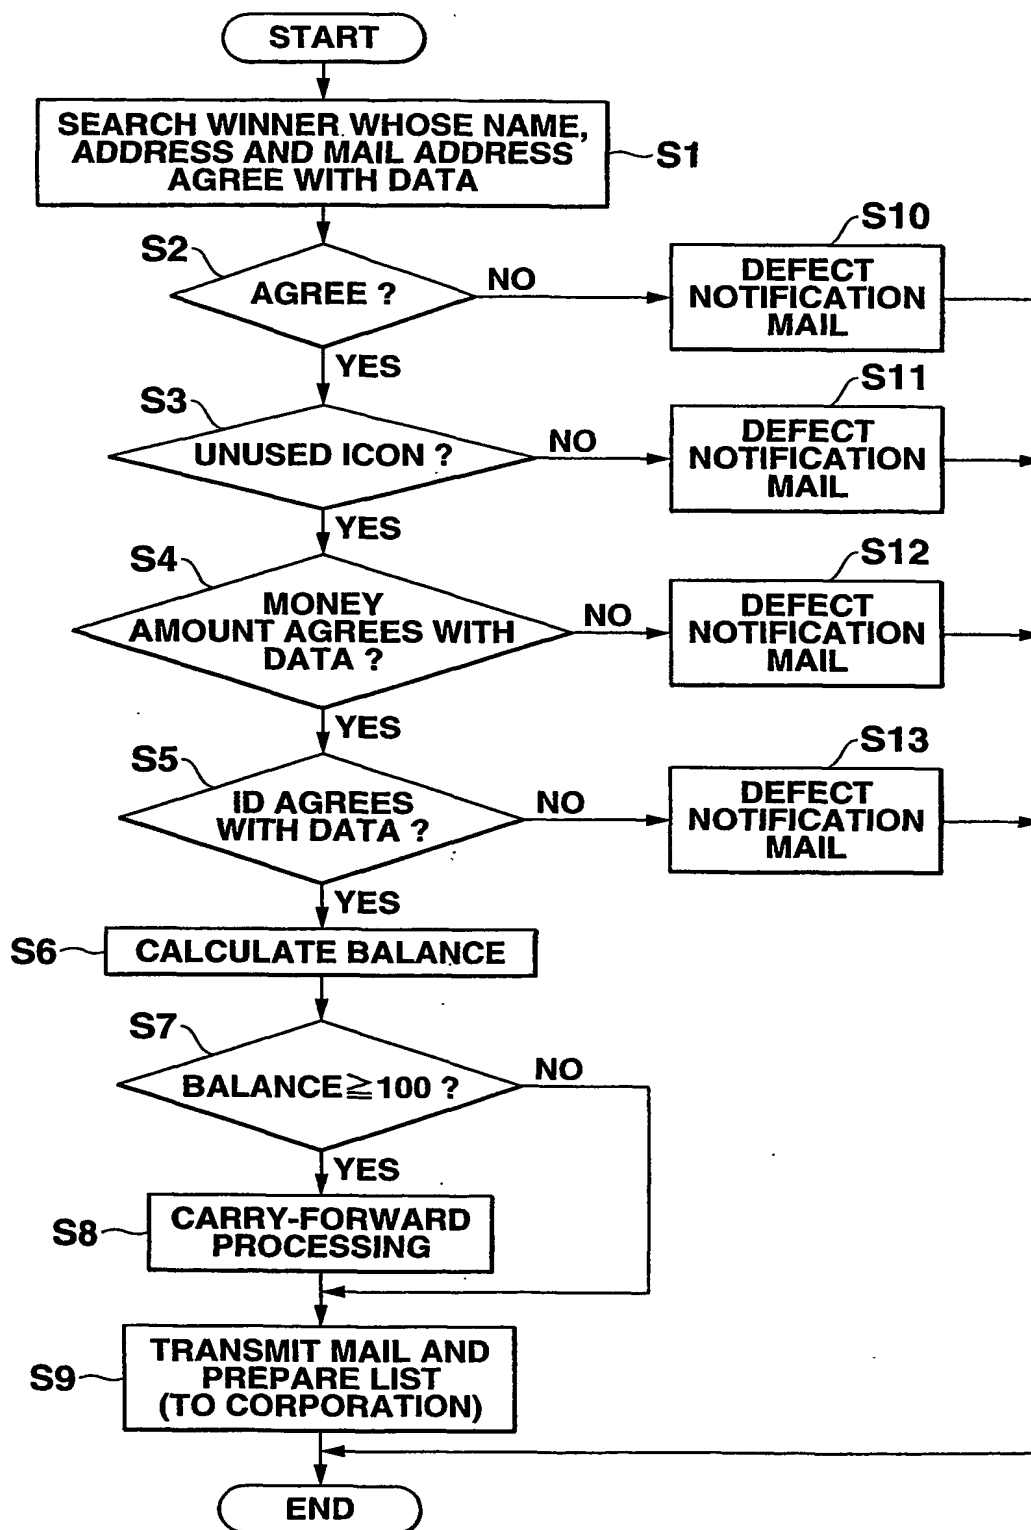 START
SEARCH WINNER WHOSE NAME,
ADDRESS AND MAIL ADDRESS
AGREE WITH DATA
S1
S2
AGREE ?
NO
S10
DEFECT
NOTIFICATION
MAIL
YES
S3
UNUSED ICON ?
NO
S11
DEFECT
NOTIFICATION
MAIL
YES
S4
MONEY
AMOUNT AGREES WITH
DATA ?
NO
S12
DEFECT
NOTIFICATION
MAIL
YES
S5
ID AGREES
WITH DATA ?
NO
S13
DEFECT
NOTIFICATION
MAIL
YES
S6
CALCULATE BALANCE
S7
BALANCE≧100 ?
NO
YES
S8
CARRY-FORWARD
PROCESSING
S9
TRANSMIT MAIL AND
PREPARE LIST
(TO CORPORATION)
END